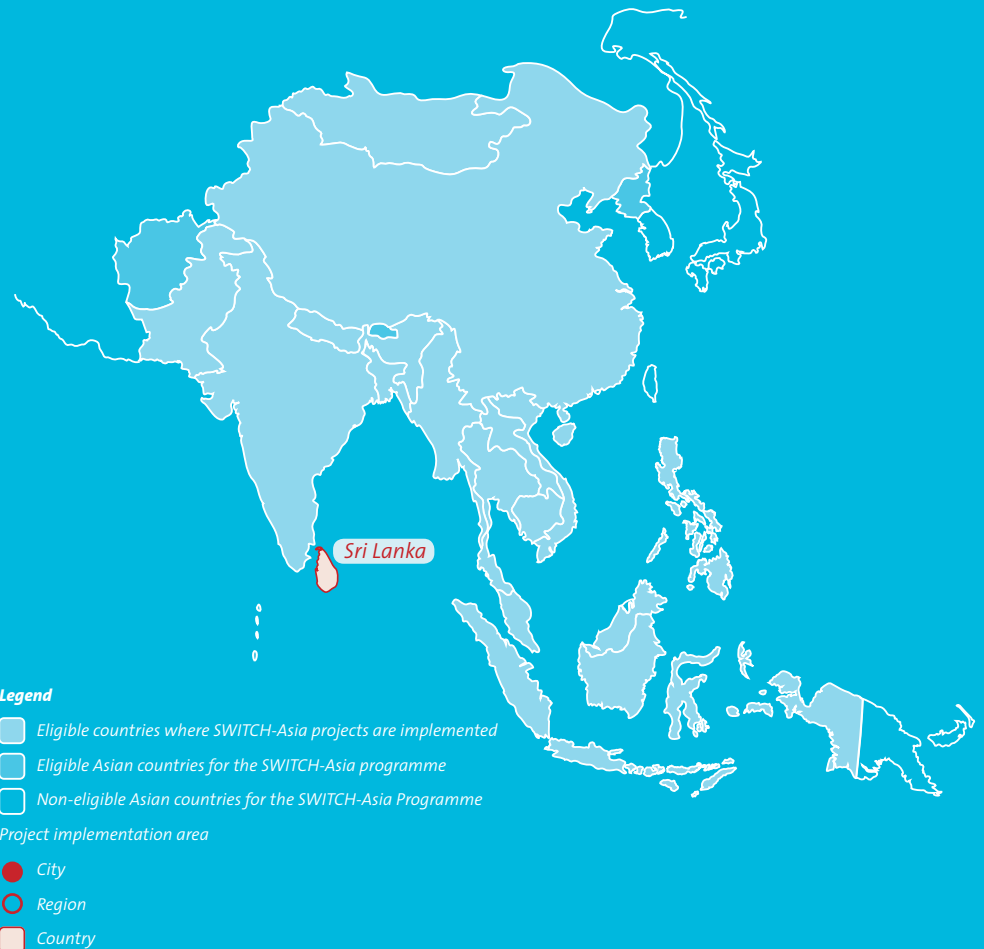 Sri Lanka
Legend
Eligible countries where SWITCH-Asia projects are implemented
Eligible Asian countries for the SWITCH-Asia programme
Non-eligible Asian countries for the SWITCH-Asia Programme
Project implementation area
City
Region
Country